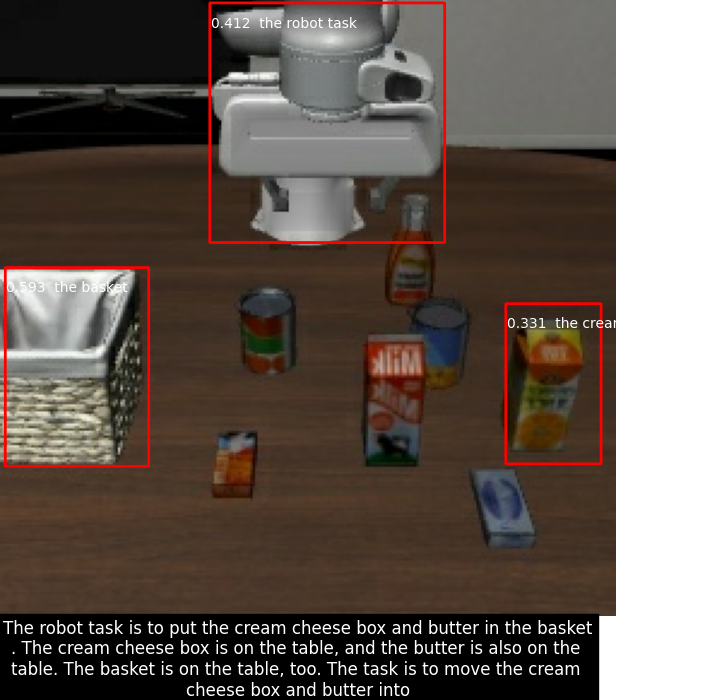 0.412 the robot task
0.593 the basket
0.331 the crea
Milk
Milk
The robot task is to put the cream cheese box and butter in the basket
. The cream cheese box is on the table, and the butter is also on the
table. The basket is on the table, too. The task is to move the cream
cheese box and butter into